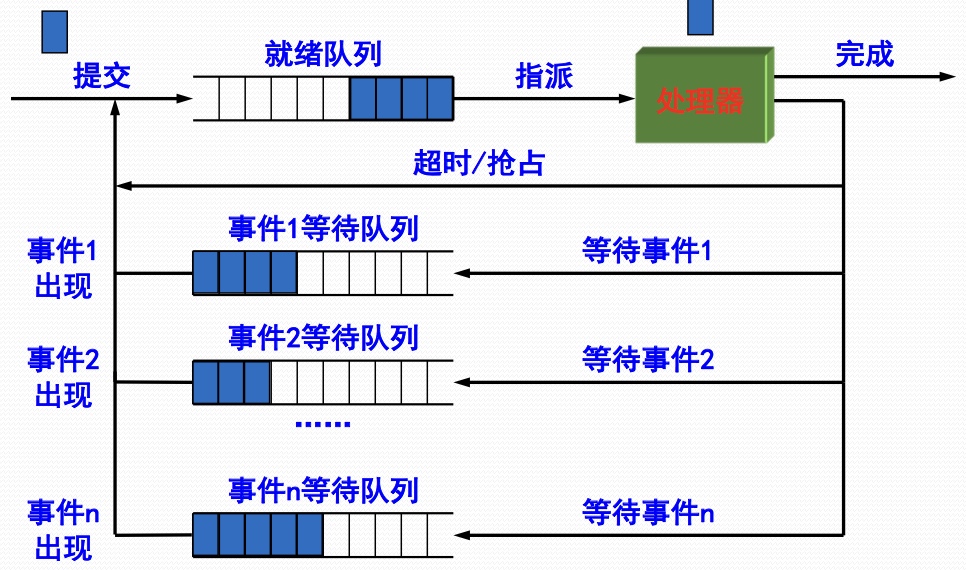 就绪队列
完成
提交
指派
处理器
超时/抢占
事件1等待队列
事件1
出现
等待事件1
事件2等待队列
事件2
出现
等待事件2
······
事件n等待队列
事件n
出现
等待事件n